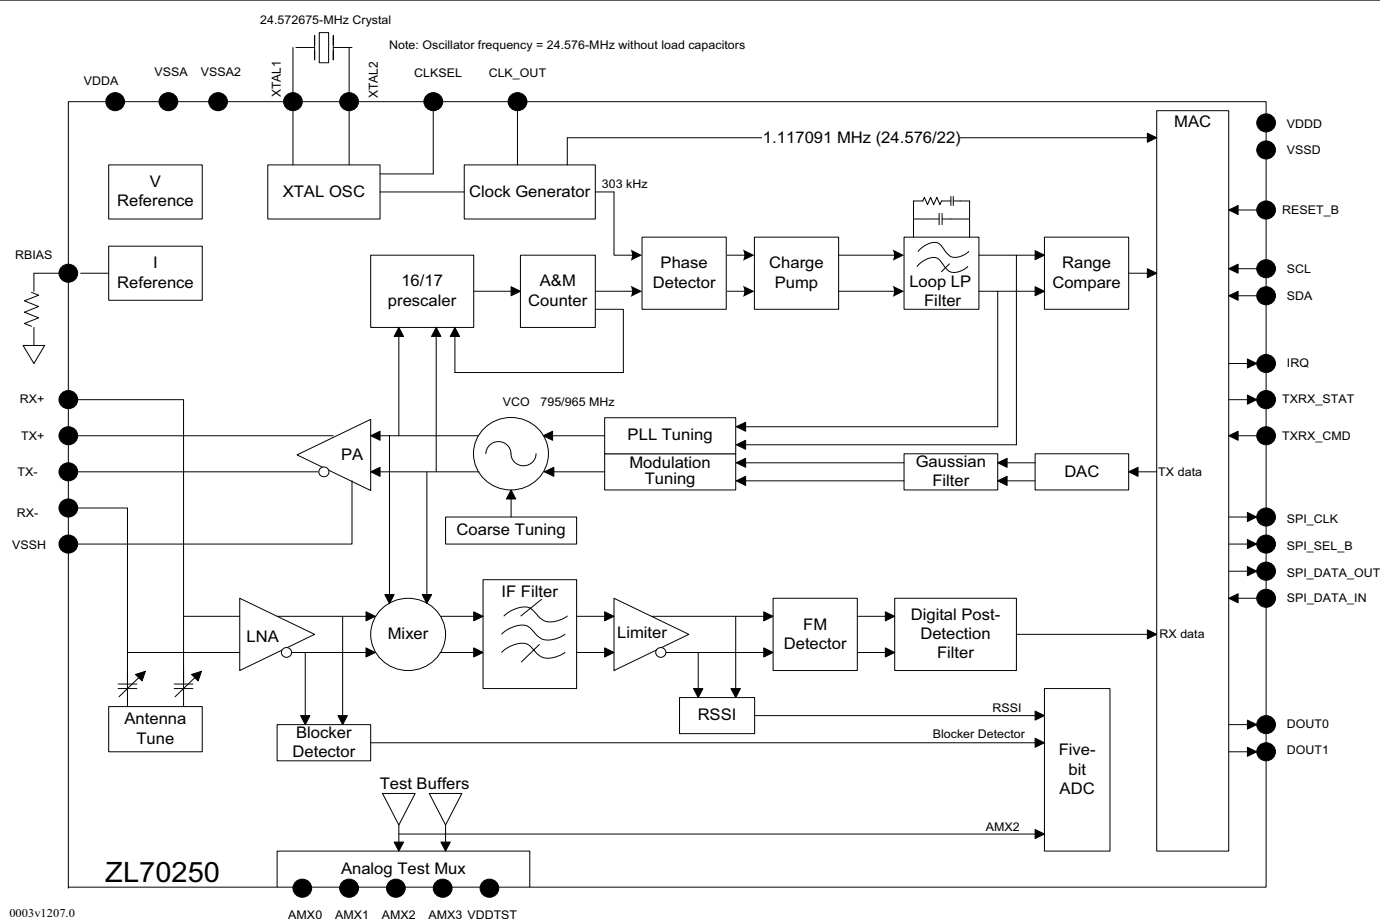 24.572675-MHz Crystal
Note: Oscillator frequency = 24.576-MHz without load capacitors
VDDA
VSSA
VSSA2
XTAL1
XTAL2
CLKSEL
CLK_OUT
MAC
VDDD
VSSD
1.117091 MHz (24.576/22)
V
Reference
XTAL OSC
Clock Generator
303 kHz
RESET_B
RBIAS
I
Reference
16/17
prescaler
A&M
Counter
Phase
Detector
Charge
Pump
Loop LP
Filter
Range
Compare
SCL
SDA
IRQ
RX+
TX+
TX-
RX-
VSSH
VCO 795/965 MHz
PA
PLL Tuning
Modulation
Tuning
Gaussian
Filter
DAC
TX data
TXRX_STAT
TXRX_CMD
Coarse Tuning
SPI_CLK
SPI_SEL_B
SPI_DATA_OUT
SPI_DATA_IN
LNA
Mixer
IF Filter
Limiter
FM
Detector
Digital Post-
Detection
Filter
RX data
Antenna
Tune
Blocker
Detector
RSSI
RSSI
Blocker Detector
Five-
bit
ADC
DOUT0
DOUT1
Test Buffers
AMX2
ZL70250
Analog Test Mux
AMX0
AMX1
AMX2
AMX3
VDDTST
0003v1207.0